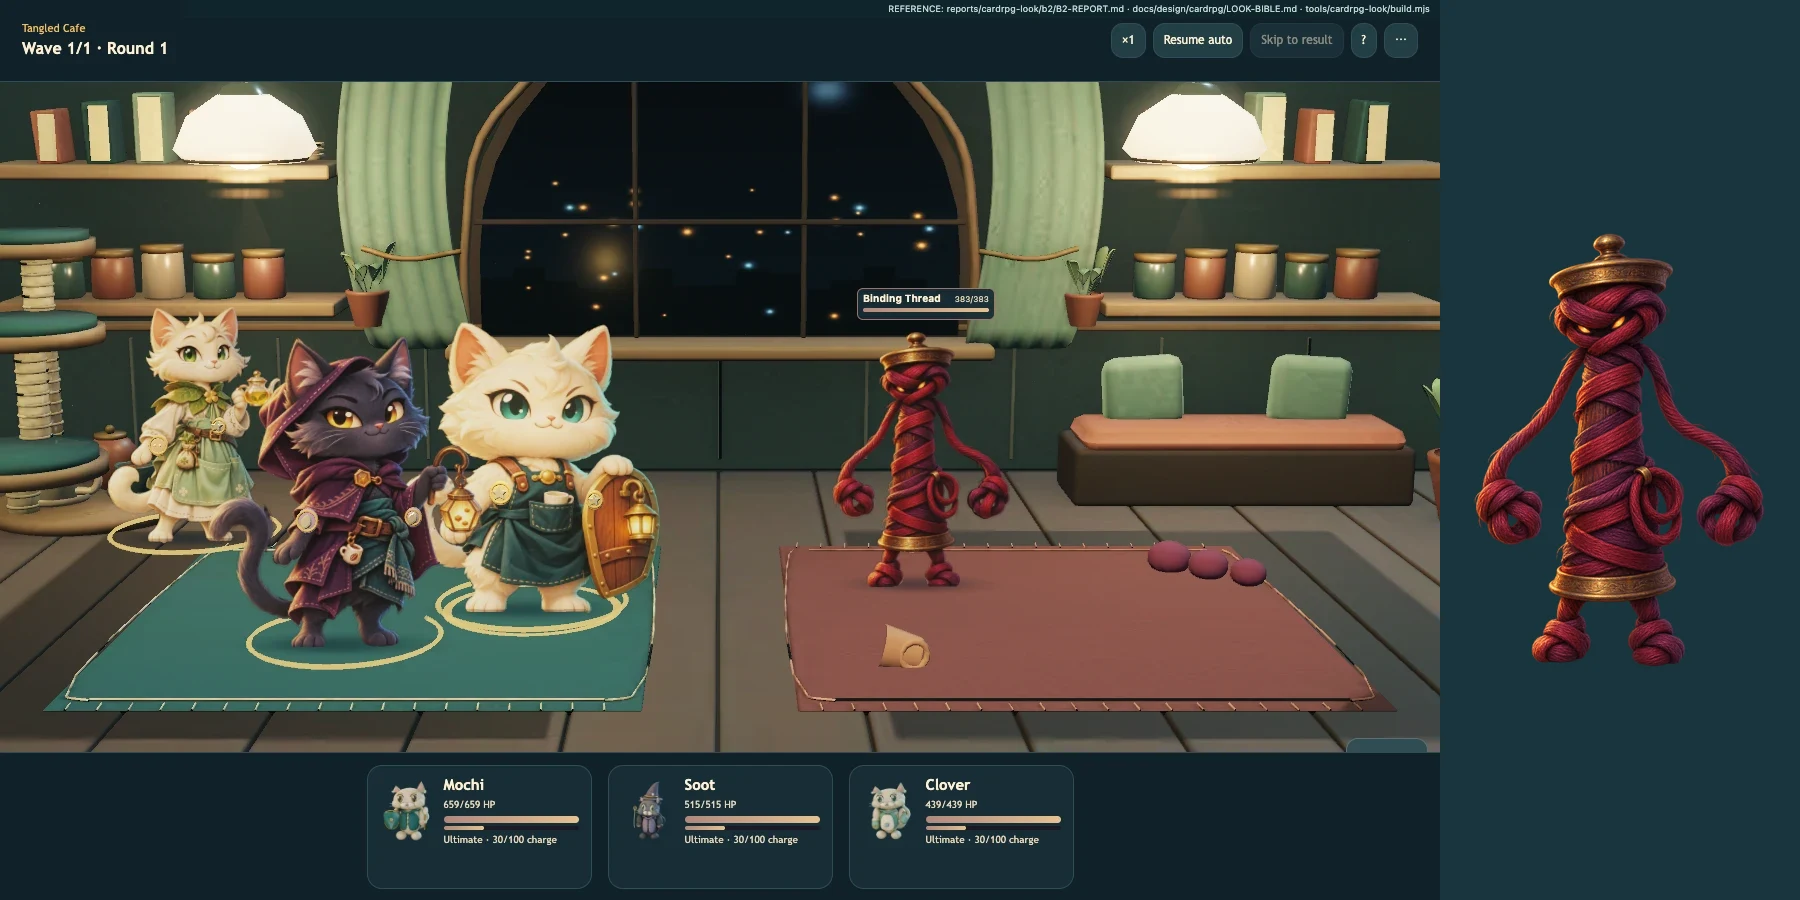 REFERENCE: reports/cardrpg-look/b2/B2-REPORT.md · docs/design/cardrpg/LOOK-BIBLE.md · tools/cardrpg-look/build.mjs
Tangled Cafe
Wave 1/1 · Round 1
×1 Resume auto Skip to result ? ···
Binding Thread 383/383
Mochi
659/659 HP
Ultimate · 30/100 charge
Soot
515/515 HP
Ultimate · 30/100 charge
Clover
439/439 HP
Ultimate · 30/100 charge